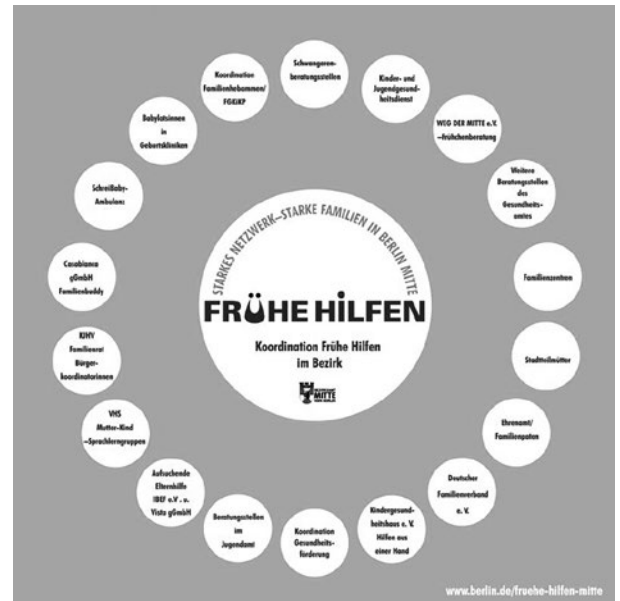 STARKES NETZWERK–STARKE FAMILIEN IN BERLIN MITTE
FRÜHE HILFEN
Koordination Frühe Hilfen
im Bezirk
MITTE
Schwangeren-
beratungsstellen
Kinder- und
Jugendgesund-
heitsdienst
WEG DER MITTE e.V.
–Frühchenberatung
Weitere
Beratungsstellen
des
Gesundheits-
amtes
Familienzentren
Stadtteilmütter
Ehrenamt/
Familienpaten
Deutscher
Familienverband
e. V.
Kindergesund-
heitshaus e. V.
Hilfen aus
einer Hand
Koordination
Gesundheits-
förderung
Beratungsstellen
im
Jugendamt
Aufsuchende
Elternhilfe
IBEF e.V . u.
Vista gGmbH
VHS
Mutter-Kind
–Sprachlerngruppen
KJHV
Familienrat
Bürger-
koordinatorinnen
Casabianca
gGmbH
Familienbuddy
SchreiBaby-
Ambulanz
Babylotsinnen
in
Geburtskliniken
Koordination
Familienhebammen/
FGKiKP
www.berlin.de/fruehe-hilfen-mitte